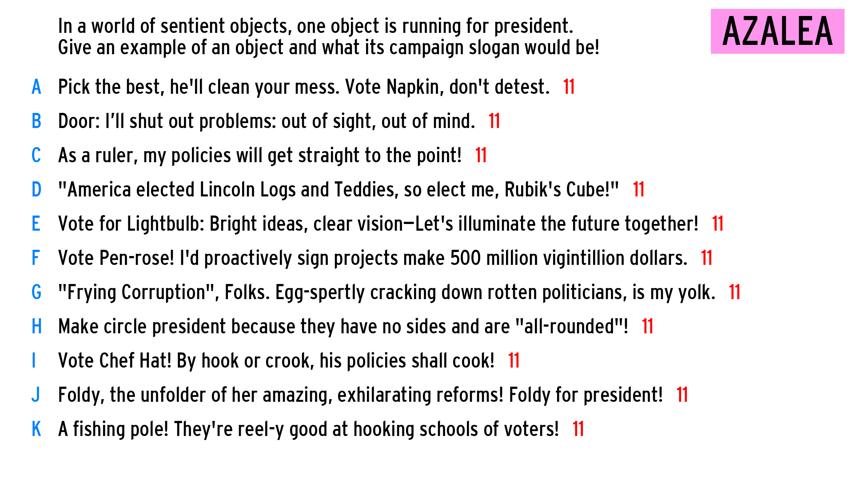 In a world of sentient objects, one object is running for president.
Give an example of an object and what its campaign slogan would be!
AZALEA
A Pick the best, he'll clean your mess. Vote Napkin, don't detest. 11
B Door: I’ll shut out problems: out of sight, out of mind. 11
C As a ruler, my policies will get straight to the point! 11
D "America elected Lincoln Logs and Teddies, so elect me, Rubik's Cube!" 11
E Vote for Lightbulb: Bright ideas, clear vision—Let's illuminate the future together! 11
F Vote Pen-rose! I'd proactively sign projects make 500 million vigintillion dollars. 11
G "Frying Corruption", Folks. Egg-spertly cracking down rotten politicians, is my yolk. 11
H Make circle president because they have no sides and are "all-rounded"! 11
I Vote Chef Hat! By hook or crook, his policies shall cook! 11
J Foldy, the unfolder of her amazing, exhilarating reforms! Foldy for president! 11
K A fishing pole! They're reel-y good at hooking schools of voters! 11